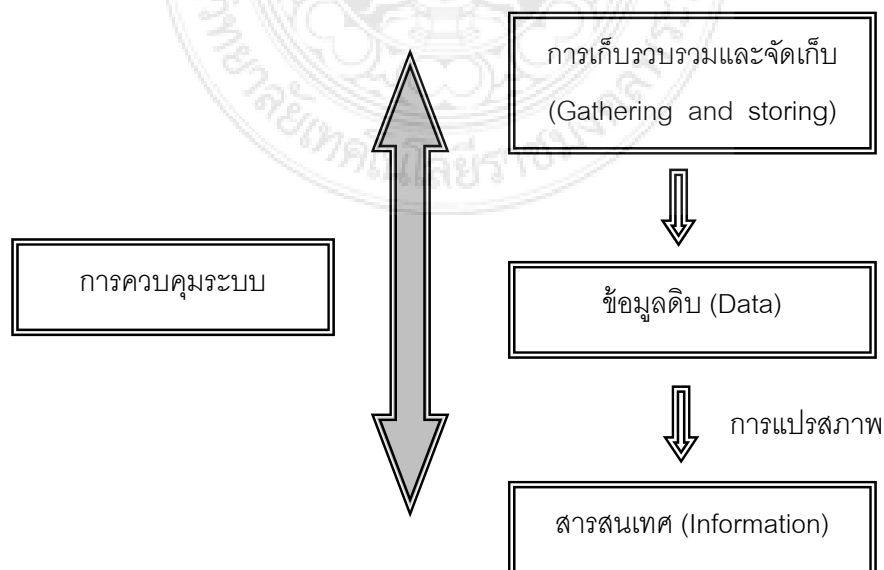 การเก็บรวบรวมและจัดเก็บ
(Gathering and storing)
การควบคุมระบบ
ข้อมูลดิบ (Data)
การแปรสภาพ
สารสนเทศ (Information)